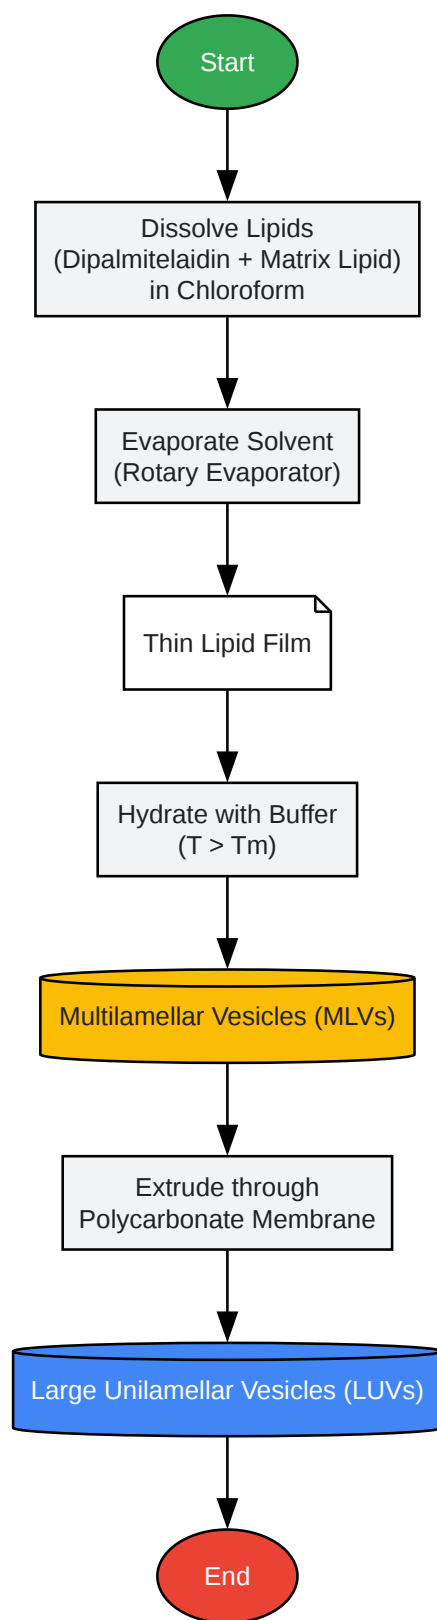 Start
Dissolve Lipids
(Dipalmitelaidin + Matrix Lipid)
in Chloroform
Evaporate Solvent
(Rotary Evaporator)
Thin Lipid Film
Hydrate with Buffer
(T > Tm)
Multilamellar Vesicles (MLVs)
Extrude through
Polycarbonate Membrane
Large Unilamellar Vesicles (LUVs)
End